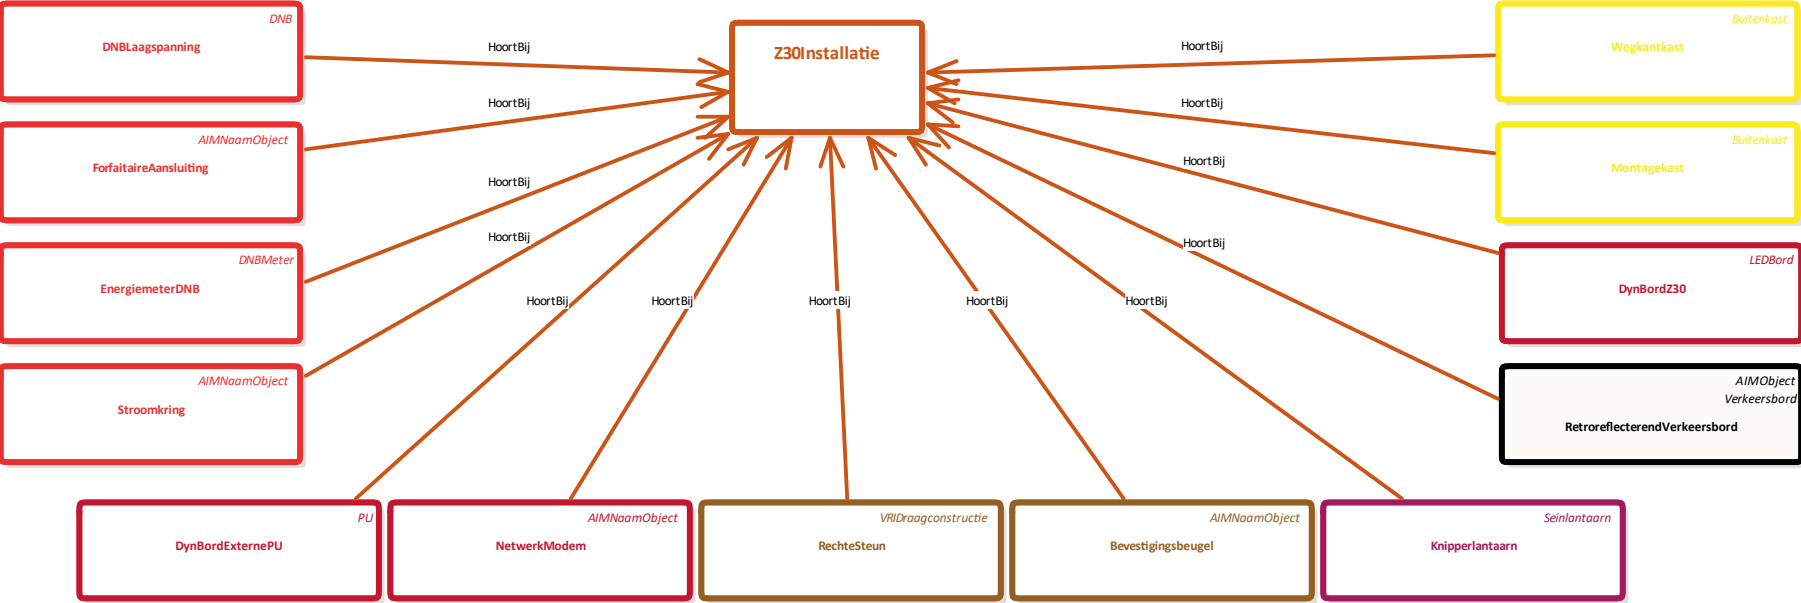 DNB
DNBLaagspanning
HoortBij
Z30Installatie
HoortBij
Buitenkast
Wegkantkast
AIMNaamObject
ForfaitaireAansluiting
HoortBij
HoortBij
Buitenkast
Montagekast
DNBMeter
EnergiemeterDNB
HoortBij
HoortBij
LEDBord
DynBordZ30
AIMNaamObject
Stroomkring
HoortBij
HoortBij
AIMObject
Verkeersbord
RetroreflecterendVerkeersbord
HoortBij
HoortBij
HoortBij
HoortBij
HoortBij
PU
DynBordExternePU
AIMNaamObject
NetwerkModem
VRIDraagconstructie
RechteSteun
AIMNaamObject
Bevestigingsbeugel
Seinlantaarn
Knipperlantaarn